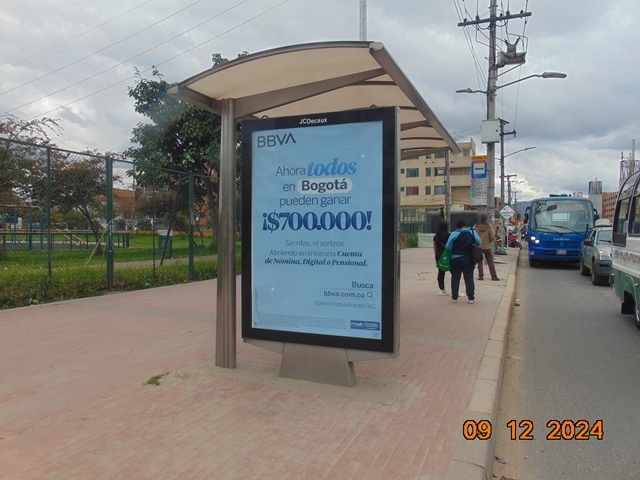 JCDecaux
BBVA
Ahora todos
en Bogotá
pueden ganar
¡$700.000!
Sin rifas, ni sorteos.
Abriendo en línea una Cuenta
de Nómina, Digital o Pensional.
Busca
bbva.com.co
09 12 2024